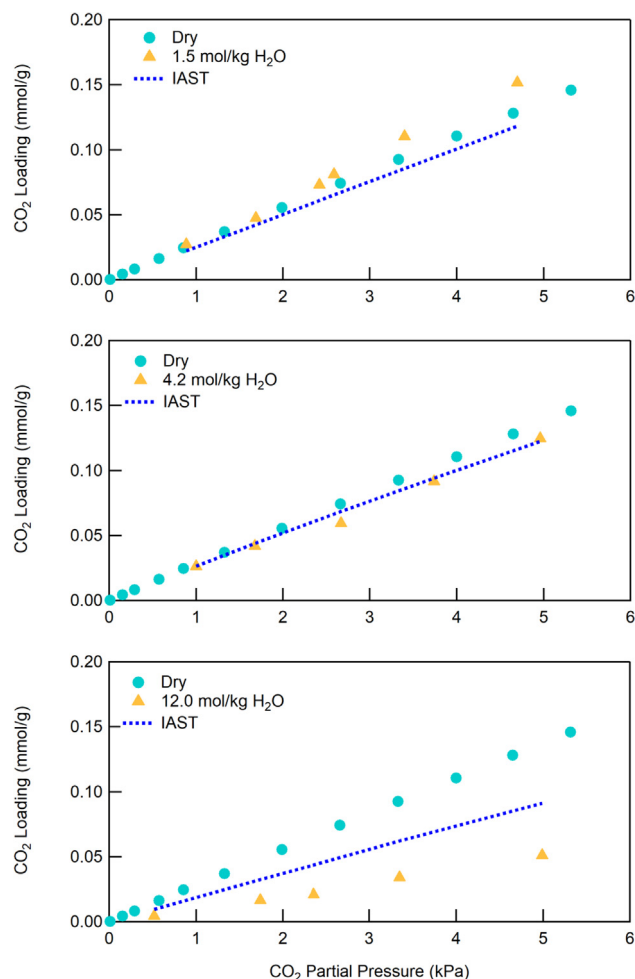 0.20
0.15
0.10
0.05
0.00
CO₂ Loading (mmol/g)
Dry
1.5 mol/kg H₂O
IAST
0 1 2 3 4 5 6
0.20
0.15
0.10
0.05
0.00
CO₂ Loading (mmol/g)
Dry
4.2 mol/kg H₂O
IAST
0 1 2 3 4 5 6
0.20
0.15
0.10
0.05
0.00
CO₂ Loading (mmol/g)
Dry
12.0 mol/kg H₂O
IAST
0 1 2 3 4 5 6
CO₂ Partial Pressure (kPa)